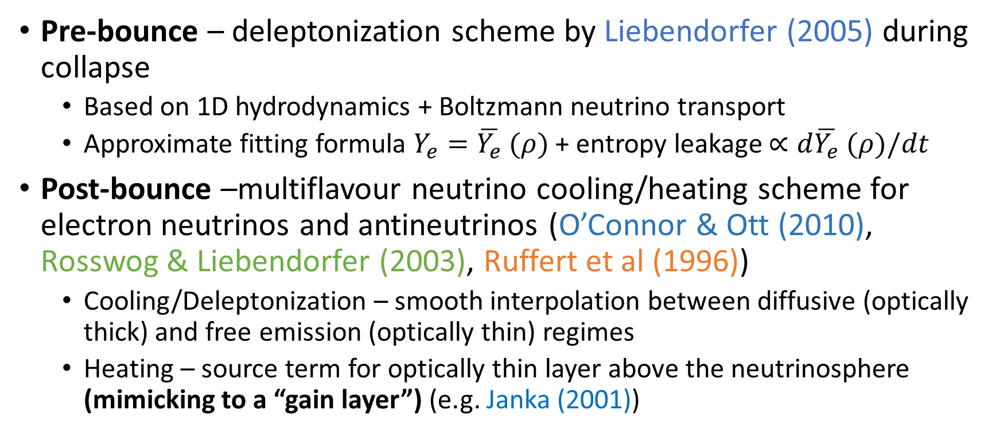 • Pre-bounce – deleptonization scheme by Liebendorfer (2005) during
collapse
• Based on 1D hydrodynamics + Boltzmann neutrino transport
• Approximate fitting formula $Y_e = \overline{Y_e}(\rho)$ + entropy leakage $\propto d\overline{Y_e}(\rho)/dt$
• Post-bounce –multiflavour neutrino cooling/heating scheme for
electron neutrinos and antineutrinos (O’Connor & Ott (2010),
Rosswog & Liebendorfer (2003), Ruffert et al (1996))
• Cooling/Deleptonization – smooth interpolation between diffusive (optically
thick) and free emission (optically thin) regimes
• Heating – source term for optically thin layer above the neutrinosphere
(mimicking to a “gain layer”) (e.g. Janka (2001))